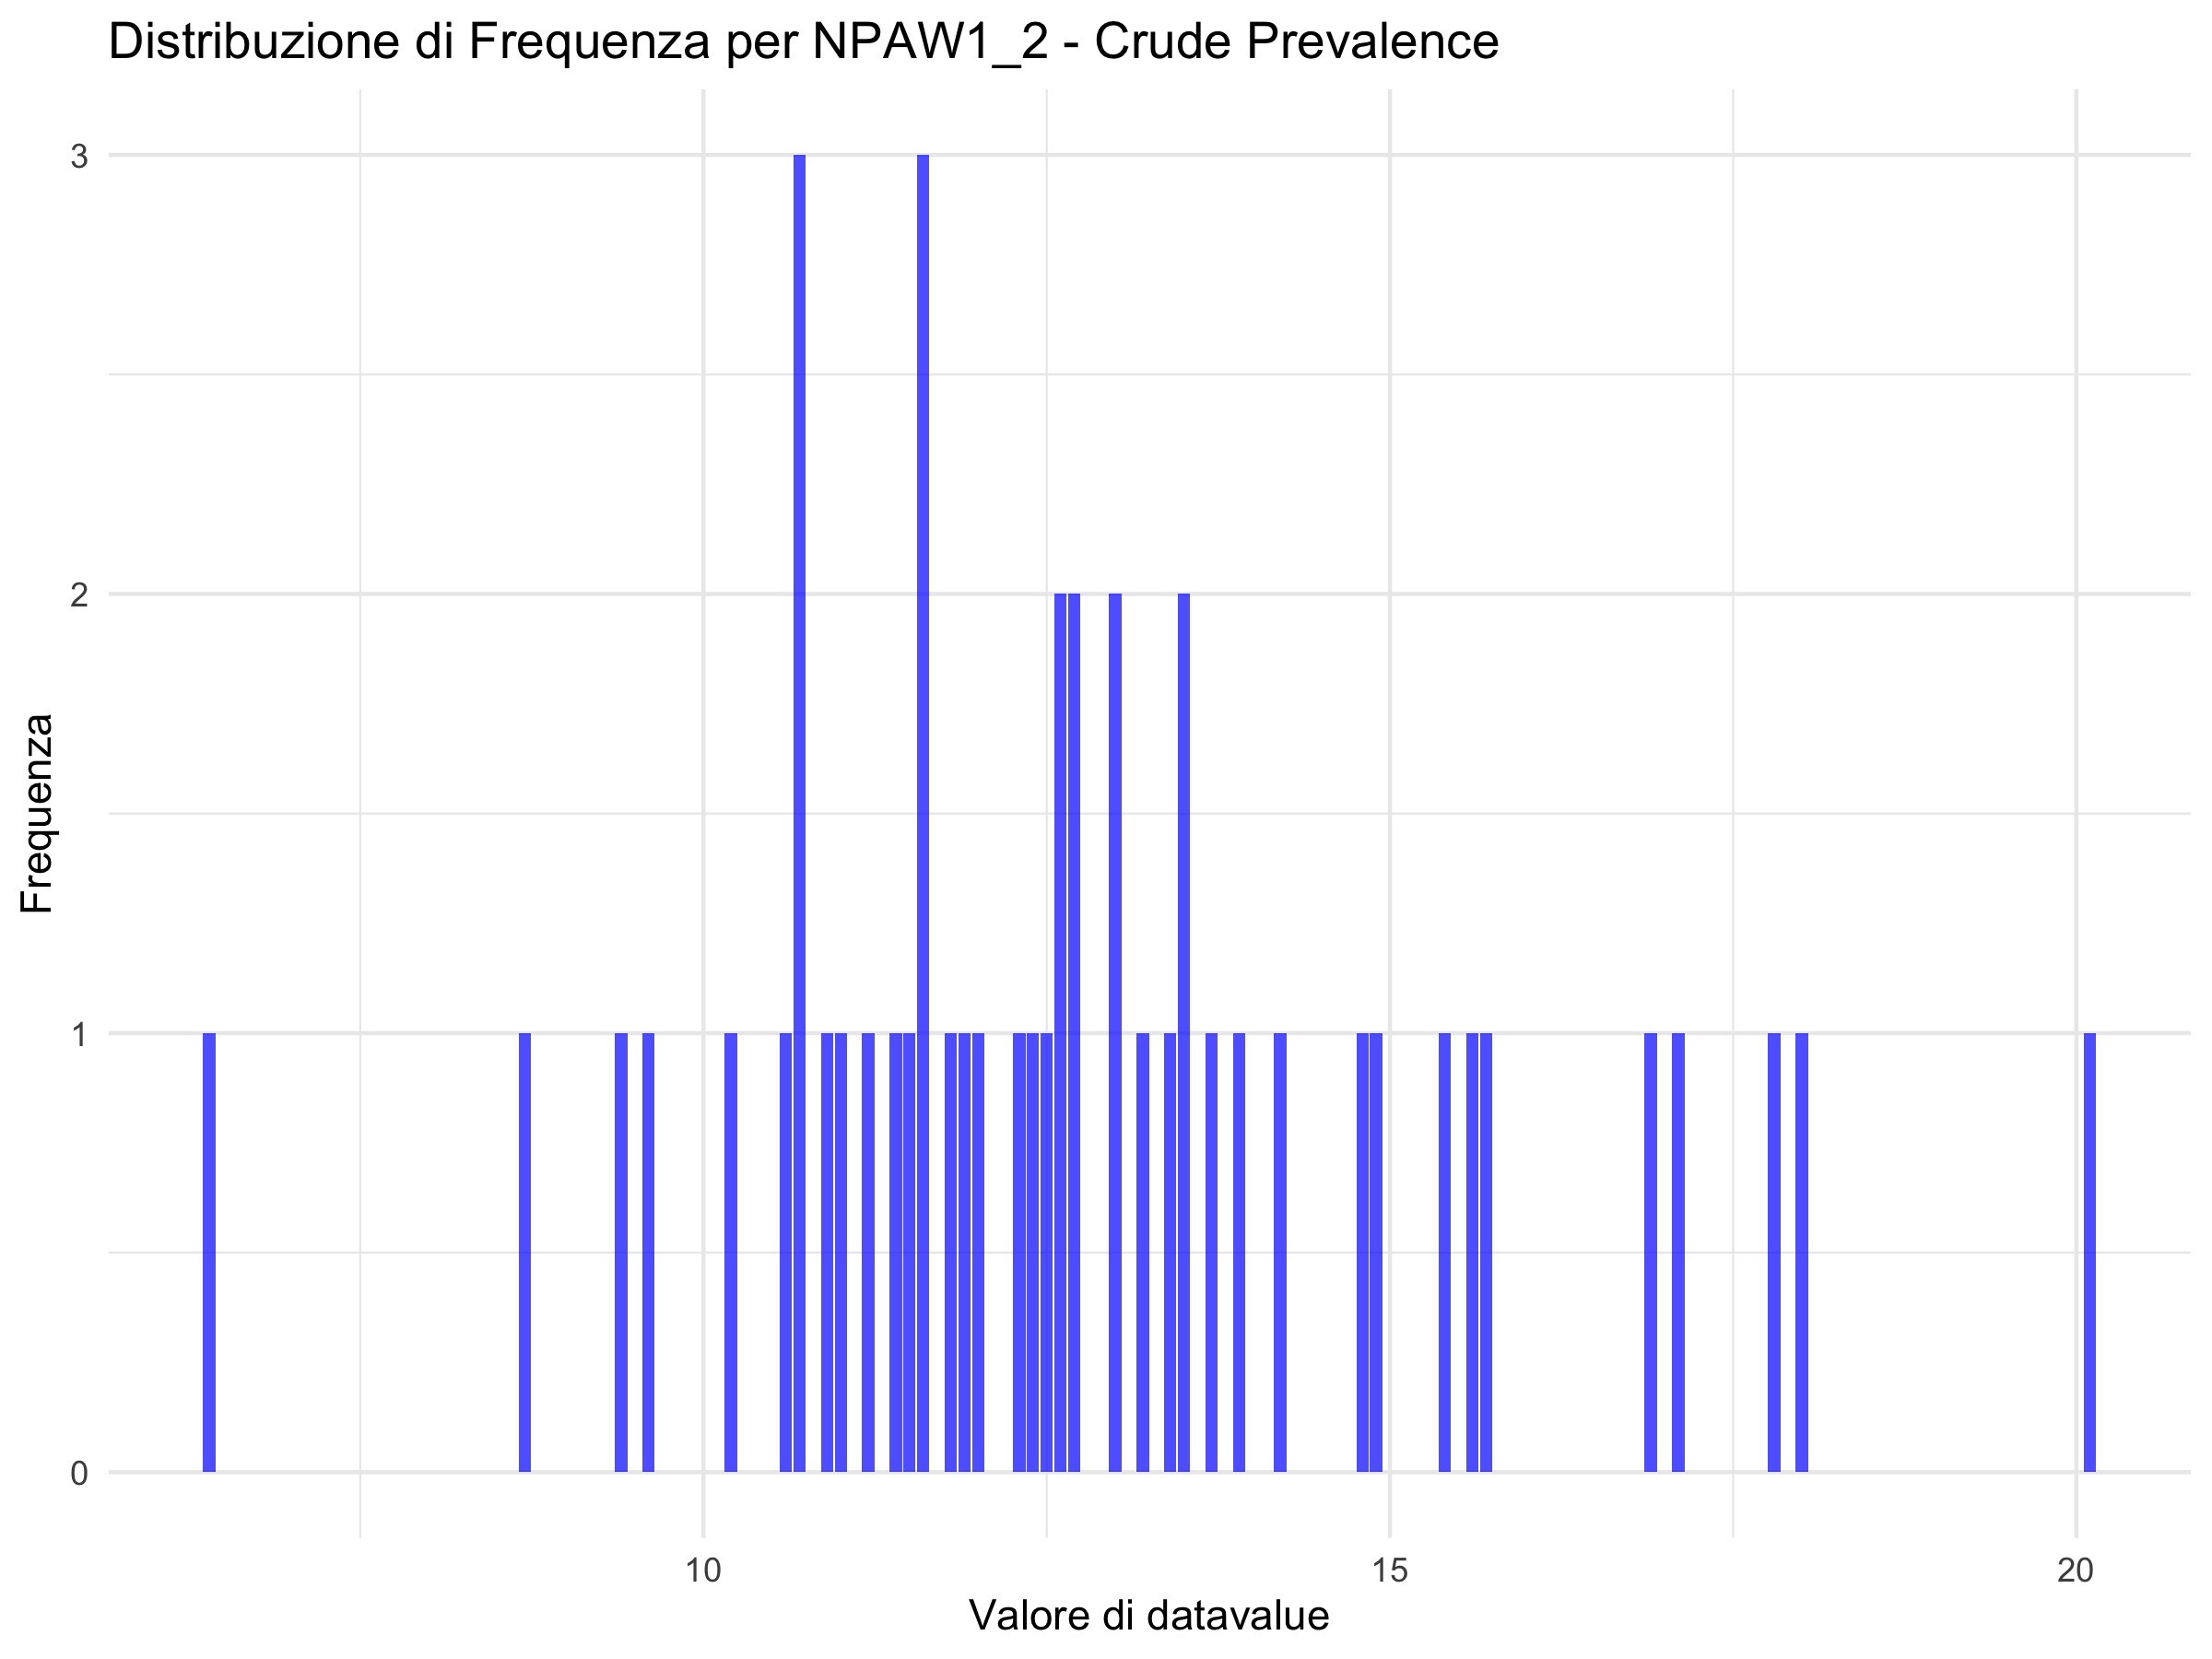 Distribuzione di Frequenza per NPAW1_2 - Crude Prevalence
3
2
1
0
Frequenza
10
15
20
Valore di datavalue